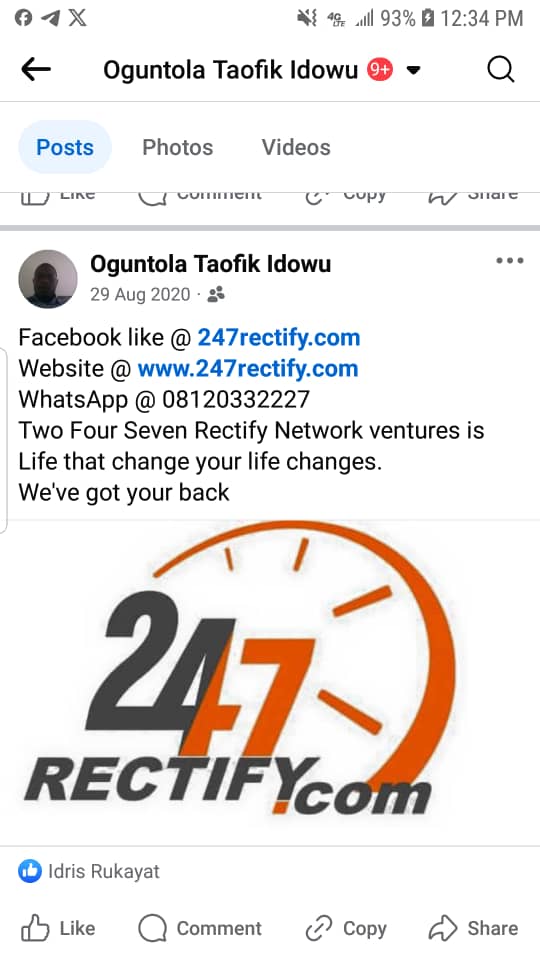 4G LTE 93% 12:34 PM
Oguntola Taofik Idowu 9+
Posts Photos Videos
Like Comment Copy Share
Oguntola Taofik Idowu
29 Aug 2020 ·
Facebook like @ 247rectify.com
Website @ www.247rectify.com
WhatsApp @ 08120332227
Two Four Seven Rectify Network ventures is
Life that change your life changes.
We've got your back
247
RECTIFY.com
Idris Rukayat
Like Comment Copy Share